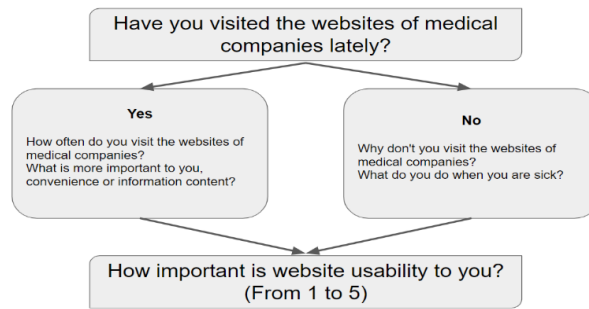 Have you visited the websites of medical
companies lately?
Yes
How often do you visit the websites of
medical companies?
What is more important to you,
convenience or information content?
No
Why don't you visit the websites of
medical companies?
What do you do when you are sick?
How important is website usability to you?
(From 1 to 5)